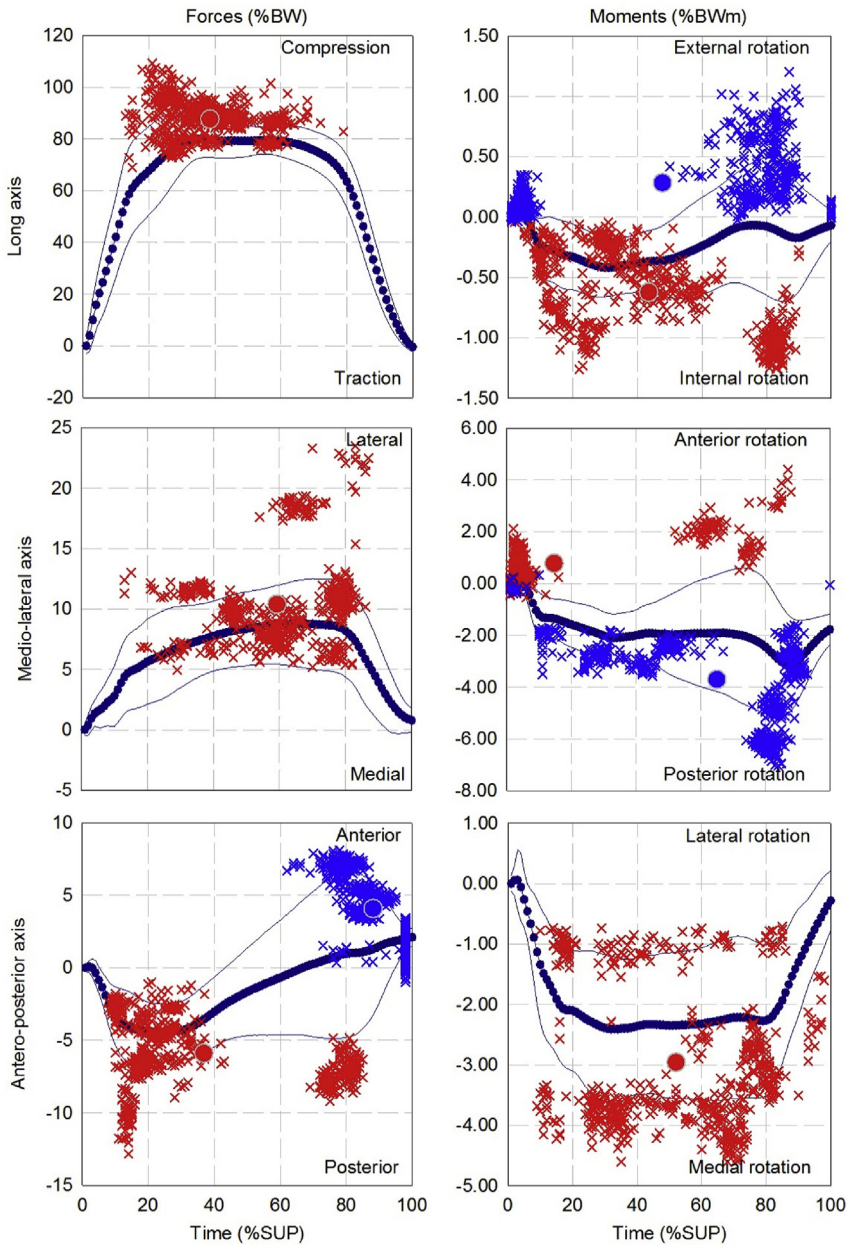 Forces (%BW)
Moments (%BWm)
Long axis
120
100
80
60
40
20
0
-20
Compression
Traction
1.50
1.00
0.50
0.00
-0.50
-1.00
-1.50
External rotation
Internal rotation
Medio-lateral axis
25
20
15
10
5
0
-5
Lateral
Medial
6.00
4.00
2.00
0.00
-2.00
-4.00
-6.00
-8.00
Anterior rotation
Posterior rotation
Antero-posterior axis
10
5
0
-5
-10
-15
Anterior
Posterior
0 20 40 60 80 100
Time (%SUP)
1.00
0.00
-1.00
-2.00
-3.00
-4.00
-5.00
Lateral rotation
Medial rotation
0 20 40 60 80 100
Time (%SUP)